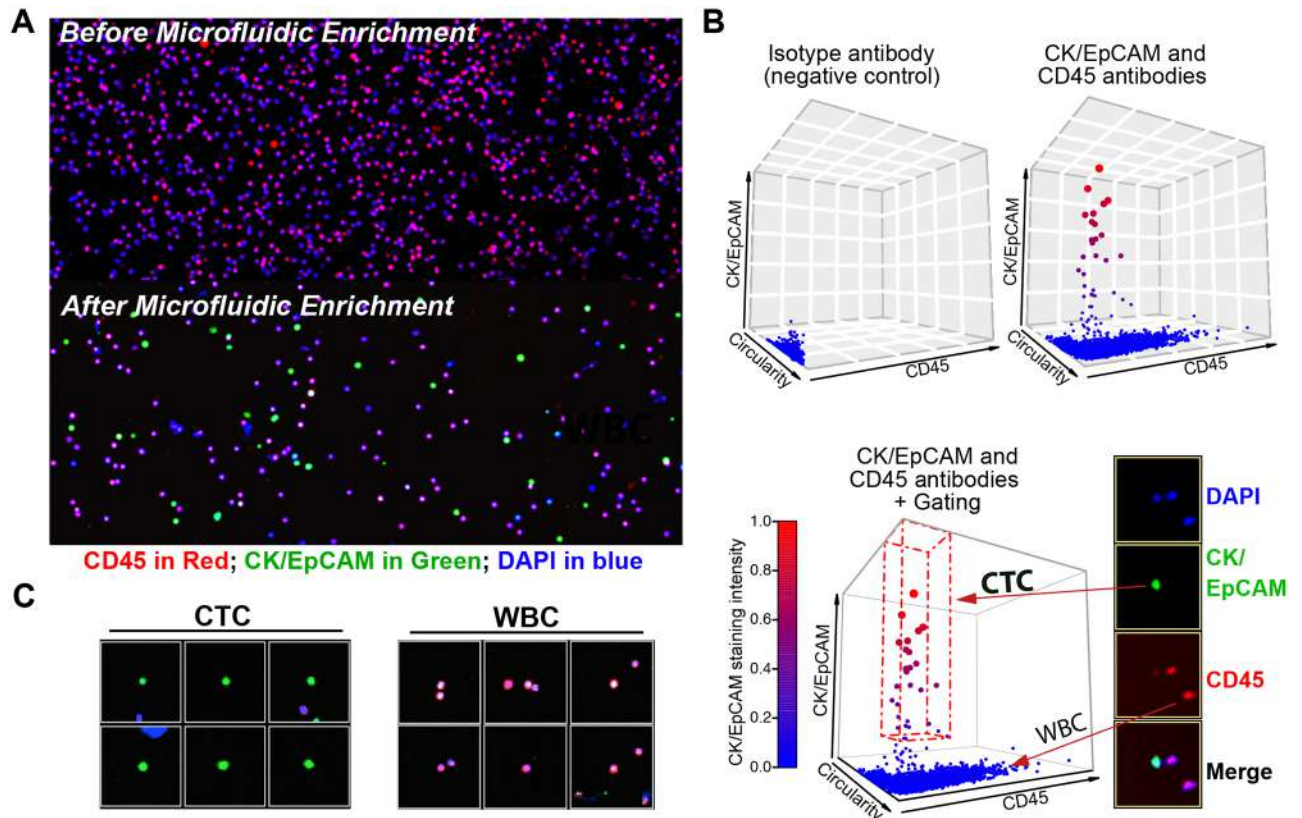 A
Before Microfluidic Enrichment
After Microfluidic Enrichment
WBC
CD45 in Red; CK/EpCAM in Green; DAPI in blue
B
Isotype antibody
(negative control)
CK/EpCAM
Circularity
CD45
CK/EpCAM and
CD45 antibodies
CK/EpCAM
Circularity
CD45
CK/EpCAM and
CD45 antibodies
+ Gating
CK/EpCAM staining intensity
1.0
0.8
0.6
0.4
0.2
0.0
CK/EpCAM
Circularity
CD45
CTC
WBC
DAPI
CK/
EpCAM
CD45
Merge
C
CTC
WBC